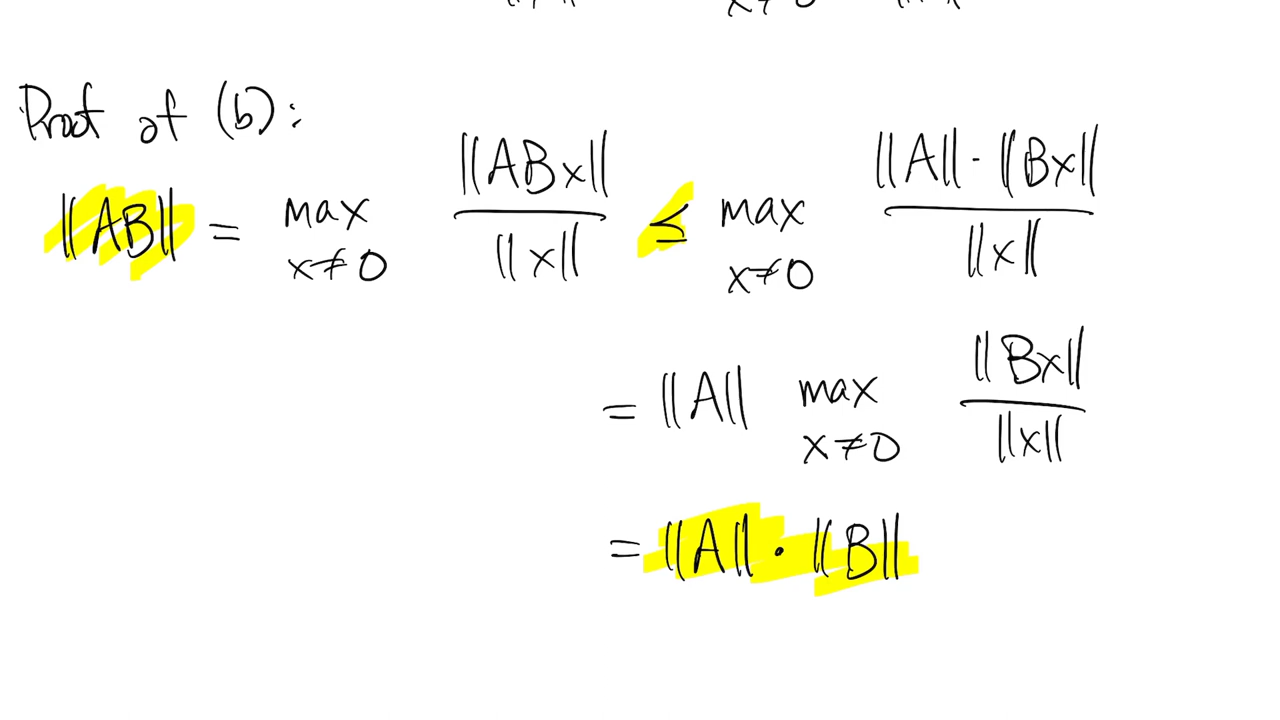 Proof of (b):
‖AB‖ = max x≠0 ‖ABx‖ / ‖x‖ ≤ max x≠0 ‖A‖ · ‖Bx‖ / ‖x‖
= ‖A‖ max x≠0 ‖Bx‖ / ‖x‖
= ‖A‖ · ‖B‖